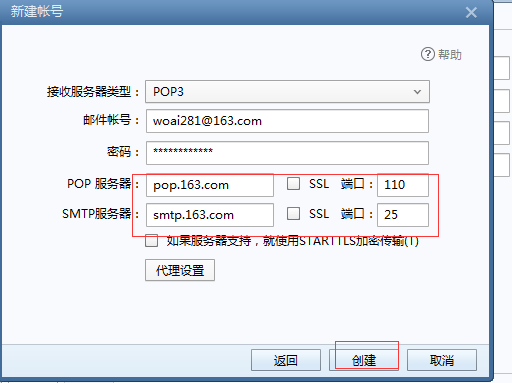 新建帐号
帮助
接收服务器类型： POP3
邮件帐号： woai281@163.com
密码： ************
POP 服务器： pop.163.com SSL 端口： 110
SMTP服务器： smtp.163.com SSL 端口： 25
如果服务器支持，就使用STARTTLS加密传输(T)
代理设置
返回 创建 取消